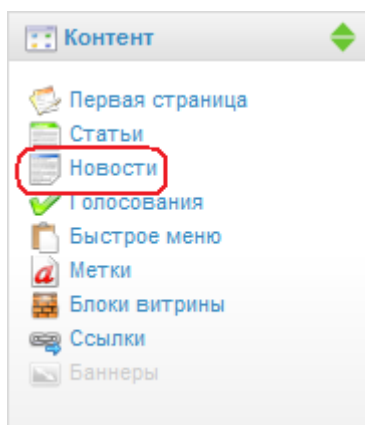 Контент
Первая страница
Статьи
Новости
Голосования
Быстрое меню
Метки
Блоки витрины
Ссылки
Баннеры